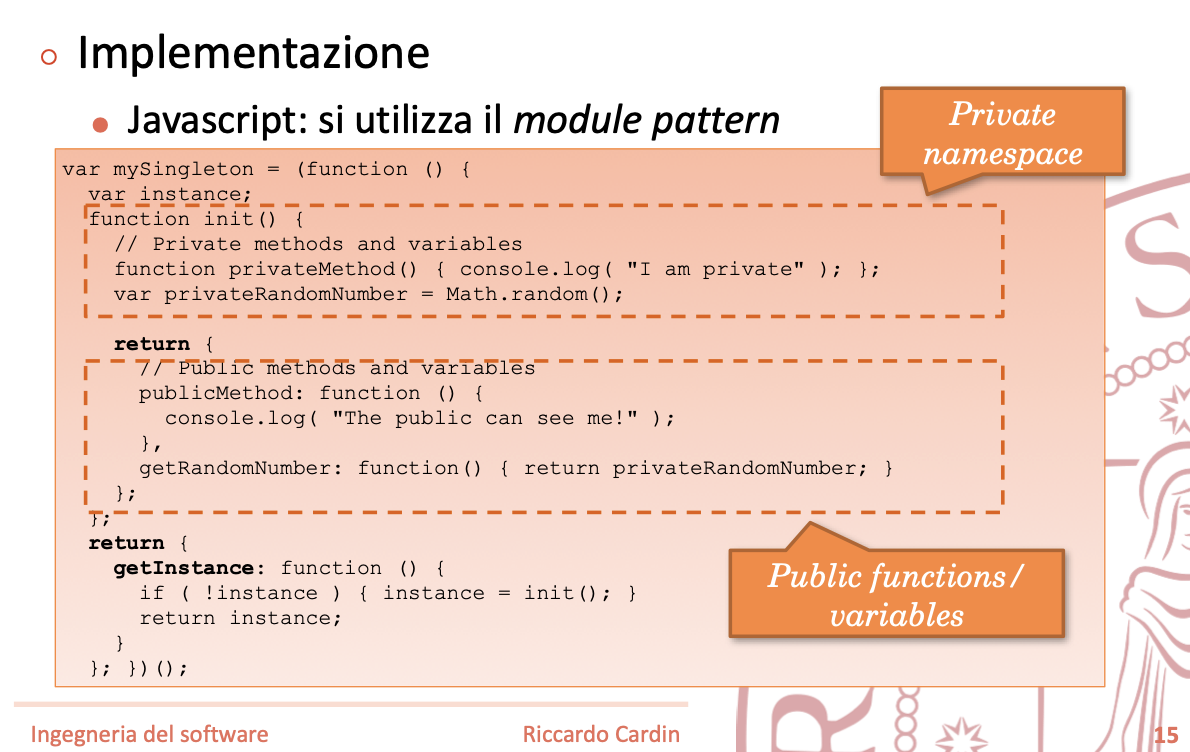 Implementazione
Javascript: si utilizza il module pattern
Private
namespace
var mySingleton = (function () {
  var instance;
  function init() {
    // Private methods and variables
    function privateMethod() { console.log( "I am private" ); };
    var privateRandomNumber = Math.random();
    return {
      // Public methods and variables
      publicMethod: function () {
        console.log( "The public can see me!" );
      },
      getRandomNumber: function() { return privateRandomNumber; }
    };
  };
  return {
    getInstance: function () {
      if ( !instance ) { instance = init(); }
      return instance;
    }
  }; })();
Public functions/
variables
Ingegneria del software
Riccardo Cardin
15
S
R